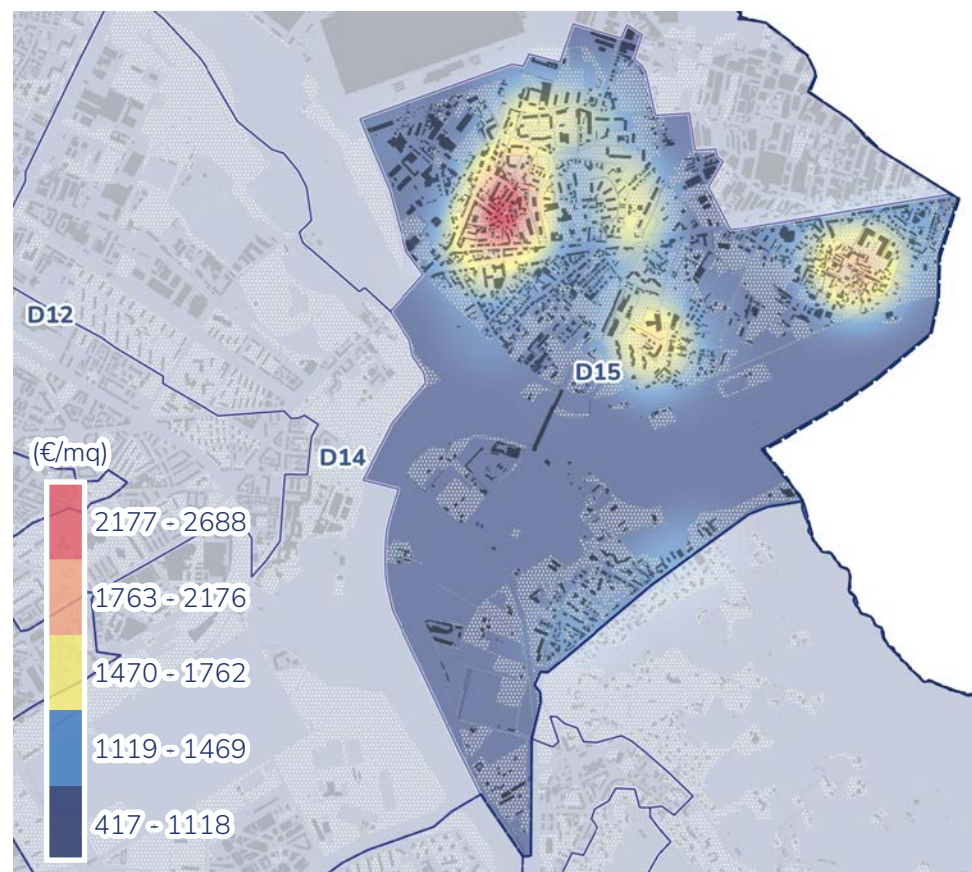 D12
D15
D14
(€/mq)
2177 - 2688
1763 - 2176
1470 - 1762
1119 - 1469
417 - 1118